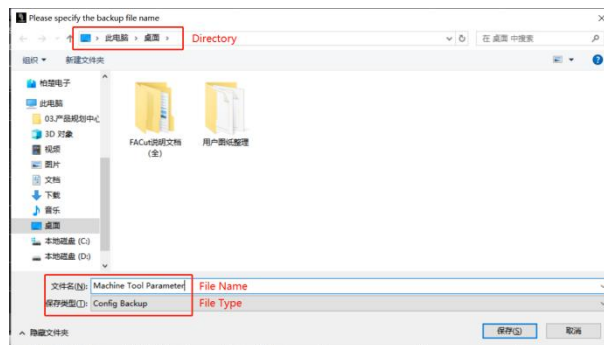 Please specify the backup file name
此电脑 › 桌面 › Directory 在 桌面 中搜索
组织 新建文件夹
柏楚电子
此电脑
03.产品规划中心
3D 对象
视频
图片
文档
下载
音乐
桌面
本地磁盘 (C:)
本地磁盘 (D:)
FACut说明文档
(全)
用户图纸整理
文件名(N): Machine Tool Parameter File Name
保存类型(T): Config Backup File Type
隐藏文件夹 保存(S) 取消